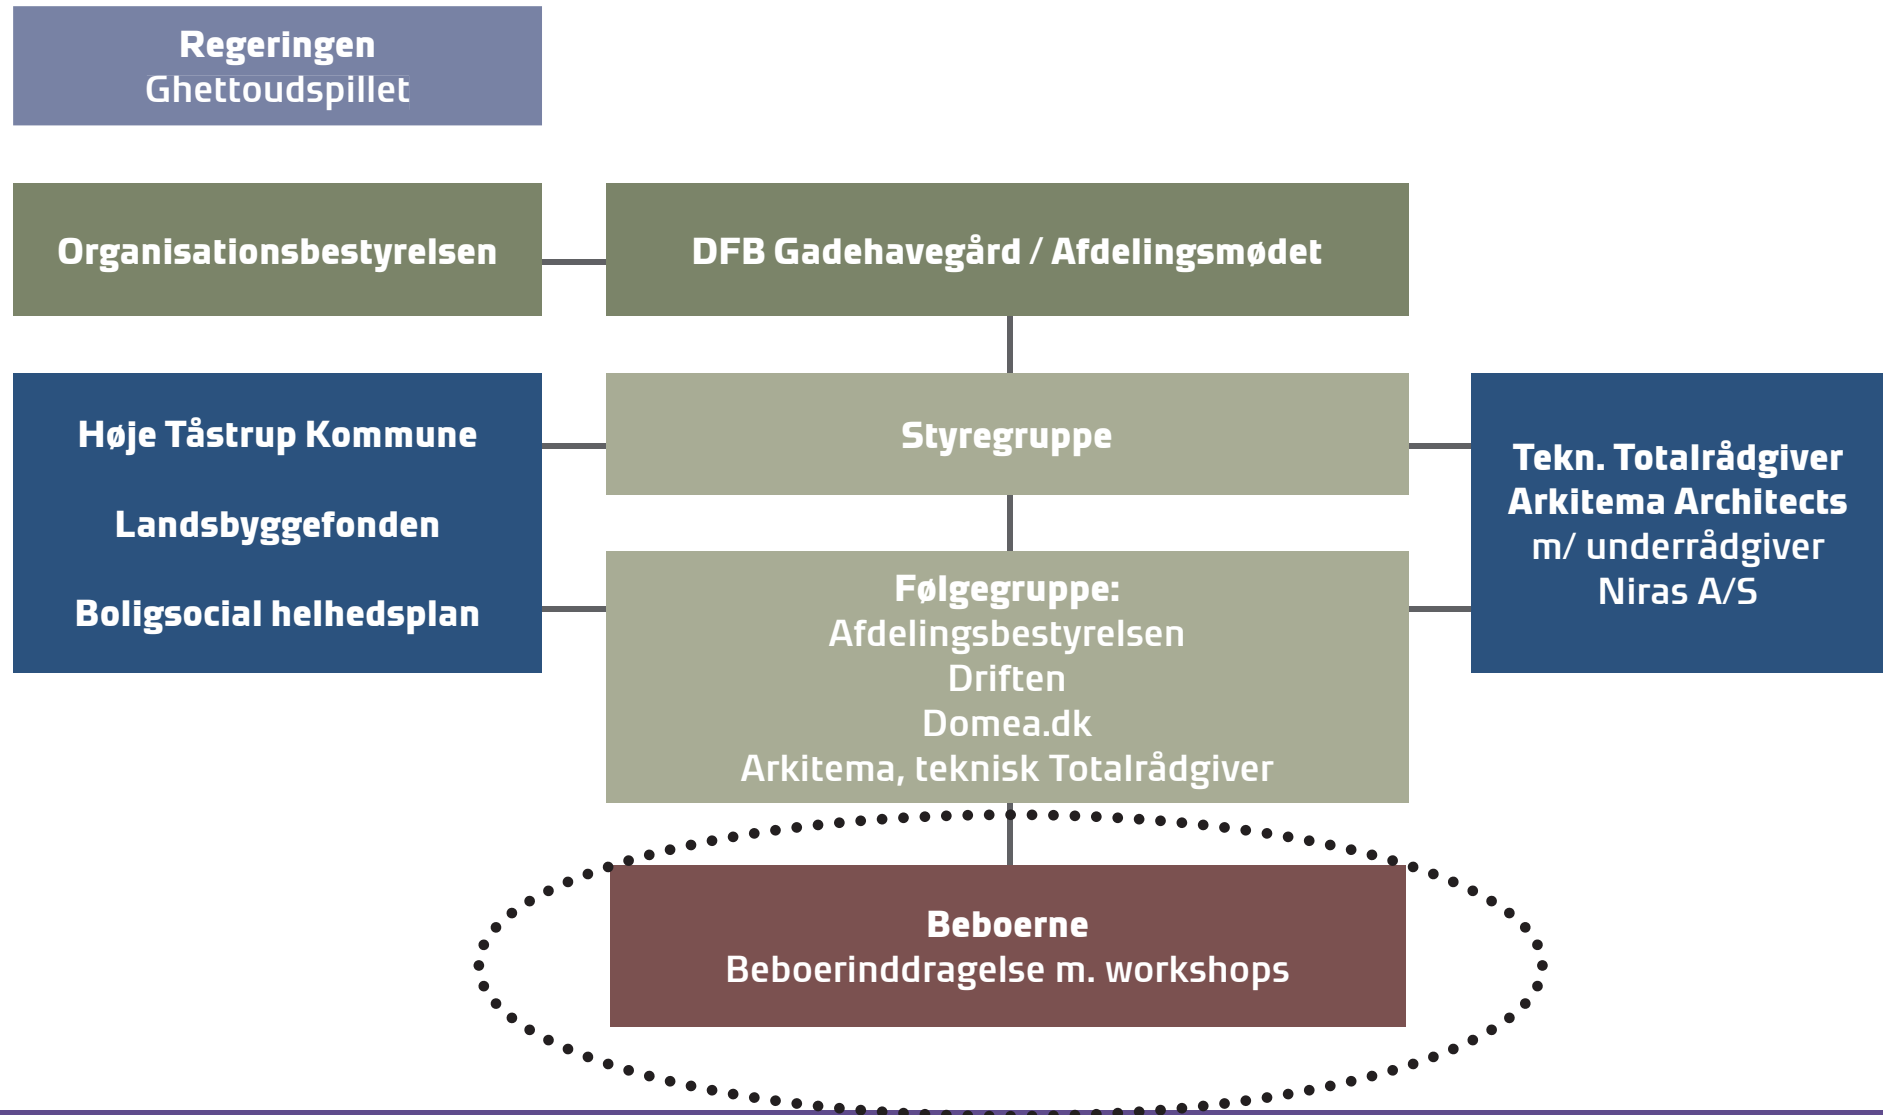 Regeringen
Ghettoudspillet
Organisationsbestyrelsen
DFB Gadehavegård / Afdelingsmødet
Høje Tåstrup Kommune
Landsbyggefonden
Boligsocial helhedsplan
Styregruppe
Tekn. Totalrådgiver
Arkitema Architects
m/ underrådgiver
Niras A/S
Følgegruppe:
Afdelingsbestyrelsen
Driften
Domea.dk
Arkitema, teknisk Totalrådgiver
Beboerne
Beboerinddragelse m. workshops